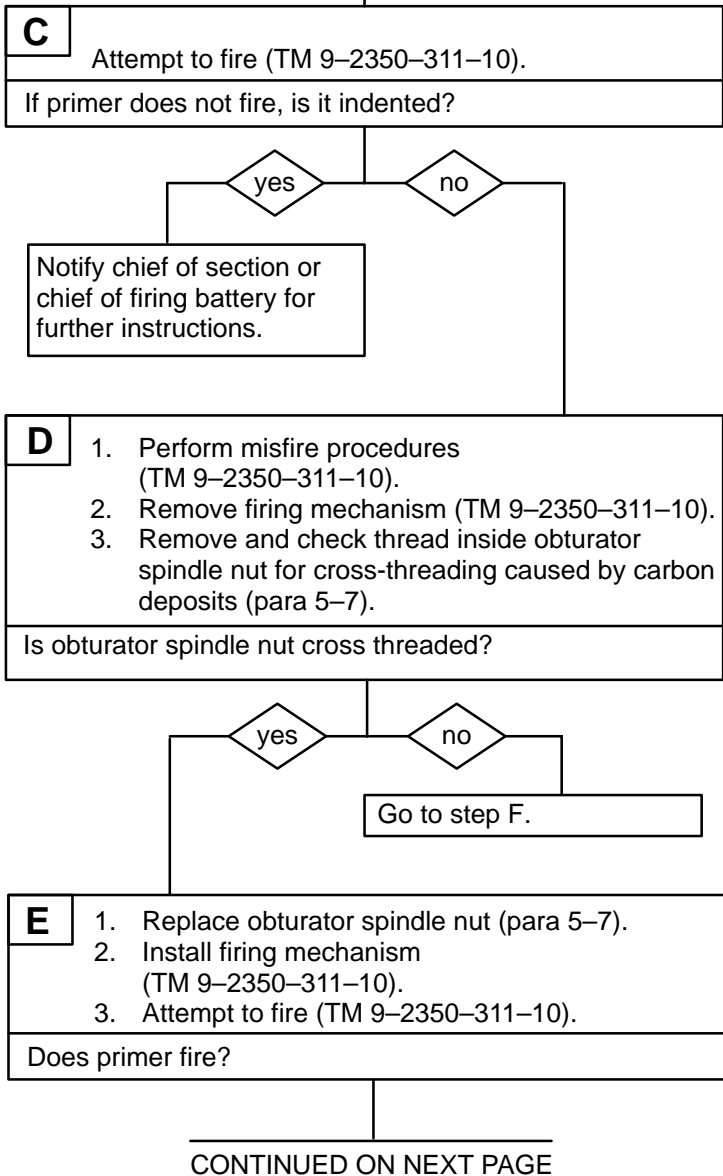 C
Attempt to fire (TM 9–2350–311–10).
If primer does not fire, is it indented?
yes
no
Notify chief of section or
chief of firing battery for
further instructions.
D
1. Perform misfire procedures
(TM 9–2350–311–10).
2. Remove firing mechanism (TM 9–2350–311–10).
3. Remove and check thread inside obturator
spindle nut for cross-threading caused by carbon
deposits (para 5–7).
Is obturator spindle nut cross threaded?
yes
no
Go to step F.
E
1. Replace obturator spindle nut (para 5–7).
2. Install firing mechanism
(TM 9–2350–311–10).
3. Attempt to fire (TM 9–2350–311–10).
Does primer fire?
CONTINUED ON NEXT PAGE